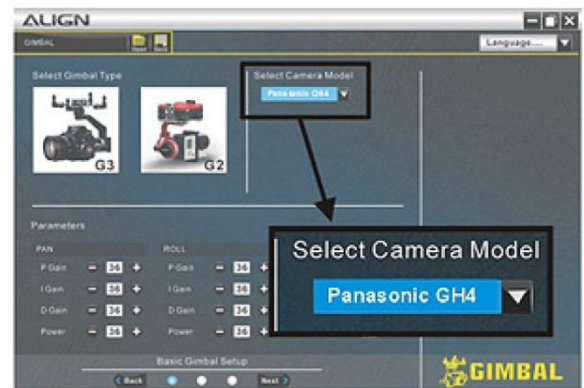 ALIGN
GIMBAL Open Save Language....
Select Gimbal Type Select Camera Model
Panasonic GH4
G3 G2
Parameters
PAN ROLL
P Gain - 36 + P Gain - 36 +
I Gain - 36 + I Gain - 36 +
D Gain - 36 + D Gain - 36 +
Power - 36 + Power - 36 +
Select Camera Model
Panasonic GH4
Basic Gimbal Setup
Back Next
GIMBAL